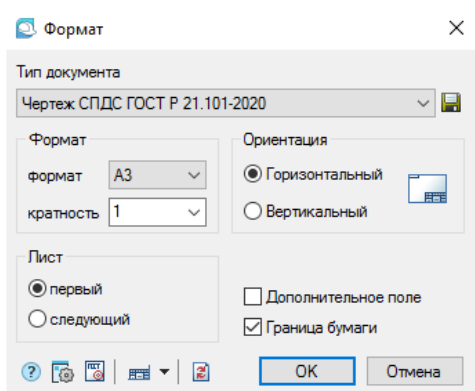 Формат
Тип документа
Чертеж СПДС ГОСТ Р 21.101-2020
Формат
формат А3
кратность 1
Ориентация
Горизонтальный
Вертикальный
Лист
первый
следующий
Дополнительное поле
Граница бумаги
OK
Отмена